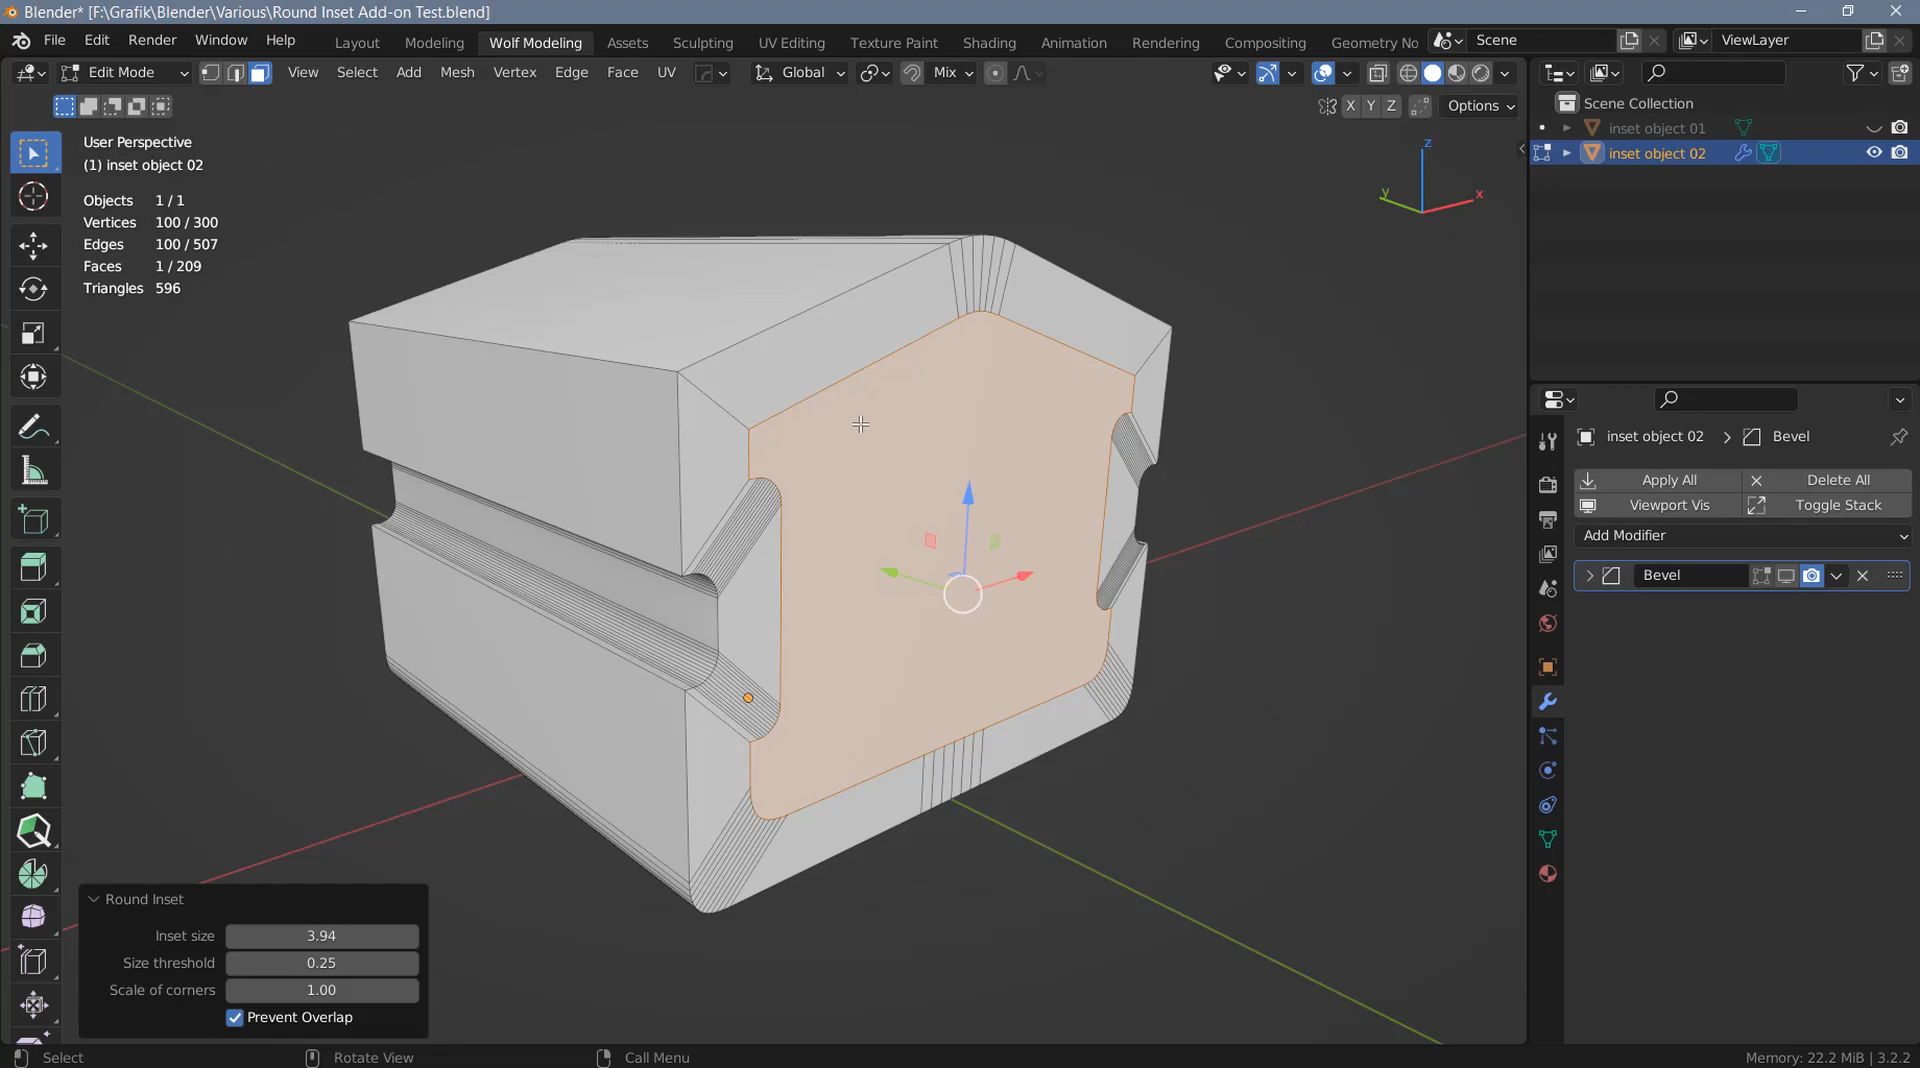 Blender* [F:\Grafik\Blender\Various\Round Inset Add-on Test.blend]
File Edit Render Window Help Layout Modeling Wolf Modeling Assets Sculpting UV Editing Texture Paint Shading Animation Rendering Compositing Geometry No Scene ViewLayer
Edit Mode View Select Add Mesh Vertex Edge Face UV Global Mix
X Y Z Options
User Perspective
(1) inset object 02
Objects 1 / 1
Vertices 100 / 300
Edges 100 / 507
Faces 1 / 209
Triangles 596
z
y
x
Scene Collection
inset object 01
inset object 02
inset object 02 > Bevel
Apply All Delete All
Viewport Vis Toggle Stack
Add Modifier
Bevel
Round Inset
Inset size 3.94
Size threshold 0.25
Scale of corners 1.00
Prevent Overlap
Select Rotate View Call Menu Memory: 22.2 MiB | 3.2.2